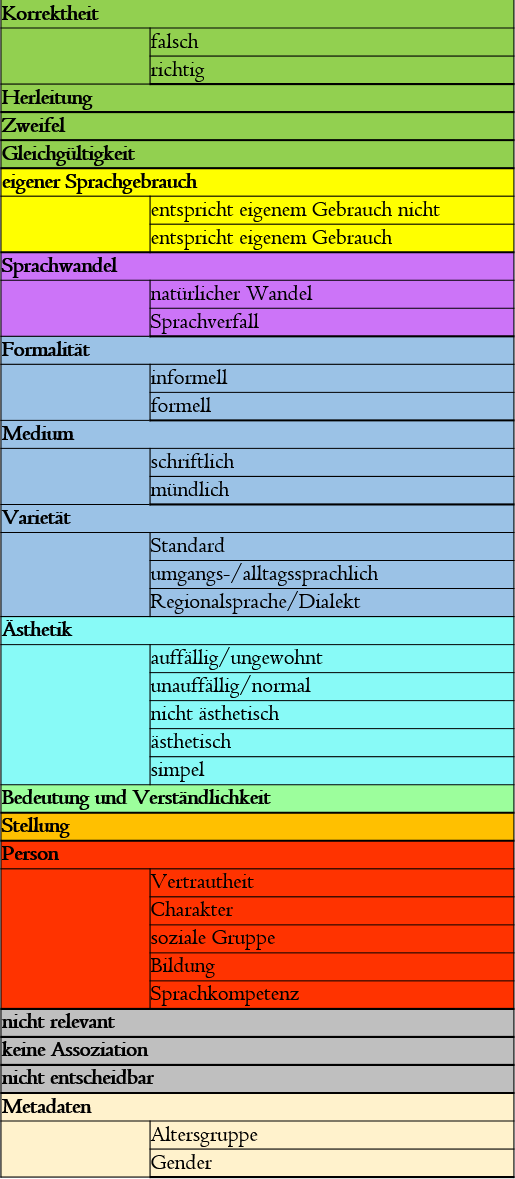 Korrektheit
falsch
richtig
Herleitung
Zweifel
Gleichgültigkeit
eigener Sprachgebrauch
entspricht eigenem Gebrauch nicht
entspricht eigenem Gebrauch
Sprachwandel
natürlicher Wandel
Sprachverfall
Formalität
informell
formell
Medium
schriftlich
mündlich
Varietät
Standard
umgangs-/alltagssprachlich
Regionalsprache/Dialekt
Ästhetik
auffällig/ungewohnt
unauffällig/normal
nicht ästhetisch
ästhetisch
simpel
Bedeutung und Verständlichkeit
Stellung
Person
Vertrautheit
Charakter
soziale Gruppe
Bildung
Sprachkompetenz
nicht relevant
keine Assoziation
nicht entscheidbar
Metadaten
Altersgruppe
Gender